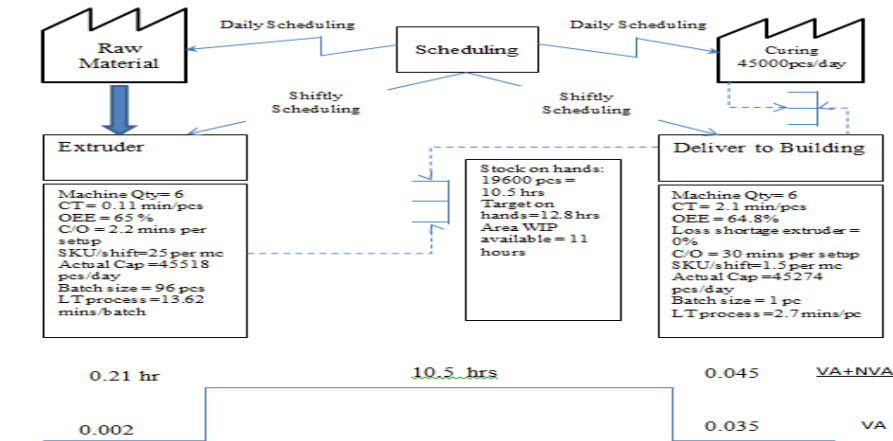 Daily Scheduling
Daily Scheduling
Raw
Material
Scheduling
Curing
45000pcs/day
Shiftly
Scheduling
Shiftly
Scheduling
Extruder
Machine Qty= 6
CT = 0.11 min/pcs
OEE = 65 %
C/O = 2.2 mins per
setup
SKU/shift=25 per mc
Actual Cap =45518
pcs/day
Batch size = 96 pcs
LT process =13.62
mins/batch
Stock on hands:
19600 pcs =
10.5 hrs
Target on
hands=12.8 hrs
Area WIP
available = 11
hours
Deliver to Building
Machine Qty= 6
CT = 2.1 min/pcs
OEE = 64.8%
Loss shortage extruder =
0%
C/O = 30 mins per setup
SKU/shift=1.5 per mc
Actual Cap =45274
pcs/day
Batch size = 1 pc
LT process =2.7 mins/pc
0.21 hr
10.5 hrs
0.045
VA+NVA
0.002
0.035
VA